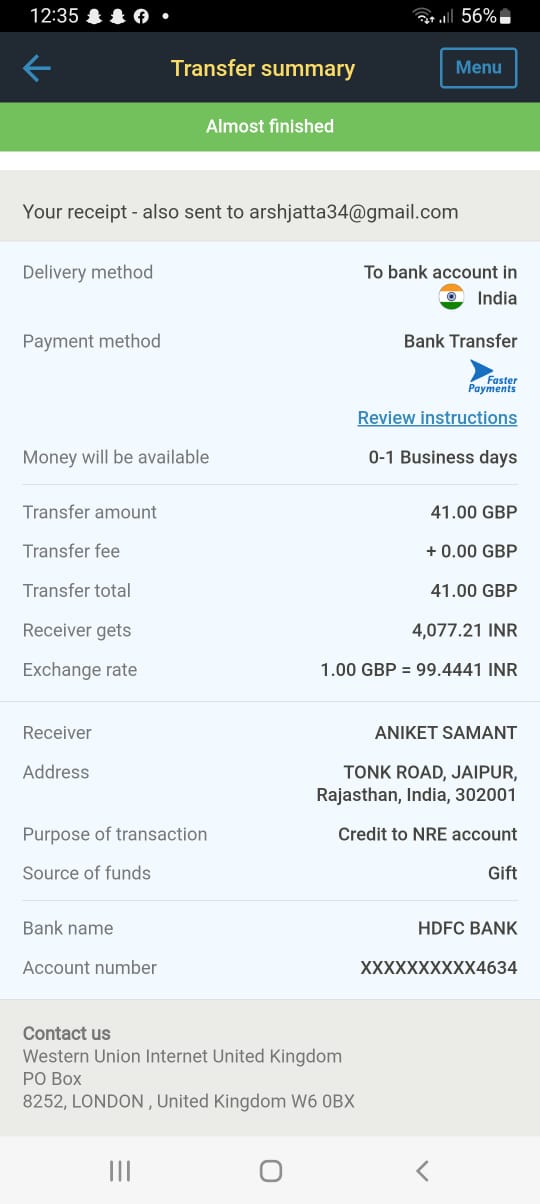 12:35 56%
Transfer summary
Menu
Almost finished
Your receipt - also sent to arshjatta34@gmail.com
Delivery method To bank account in
India
Payment method Bank Transfer
Faster
Payments
Review instructions
Money will be available 0-1 Business days
Transfer amount 41.00 GBP
Transfer fee + 0.00 GBP
Transfer total 41.00 GBP
Receiver gets 4,077.21 INR
Exchange rate 1.00 GBP = 99.4441 INR
Receiver ANIKET SAMANT
Address TONK ROAD, JAIPUR,
Rajasthan, India, 302001
Purpose of transaction Credit to NRE account
Source of funds Gift
Bank name HDFC BANK
Account number XXXXXXXXXX4634
Contact us
Western Union Internet United Kingdom
PO Box
8252, LONDON , United Kingdom W6 0BX